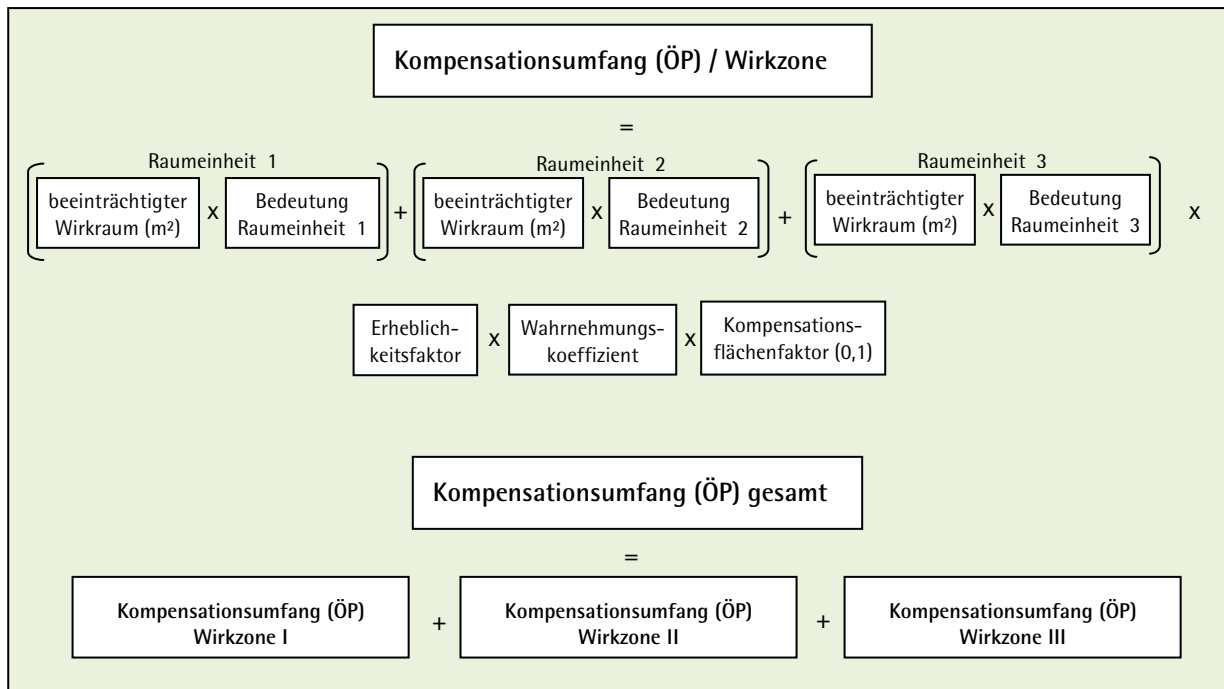 Kompensationsumfang (ÖP) / Wirkzone
=
Raumeinheit 1
Raumeinheit 2
Raumeinheit 3
beeinträchtigter
Wirkraum (m²)
x
Bedeutung
Raumeinheit 1
+
beeinträchtigter
Wirkraum (m²)
x
Bedeutung
Raumeinheit 2
+
beeinträchtigter
Wirkraum (m²)
x
Bedeutung
Raumeinheit 3
x
Erheblich-
keitsfaktor
x
Wahrnehmungs-
koeffizient
x
Kompensations-
flächenfaktor (0,1)
Kompensationsumfang (ÖP) gesamt
=
Kompensationsumfang (ÖP)
Wirkzone I
+
Kompensationsumfang (ÖP)
Wirkzone II
+
Kompensationsumfang (ÖP)
Wirkzone III